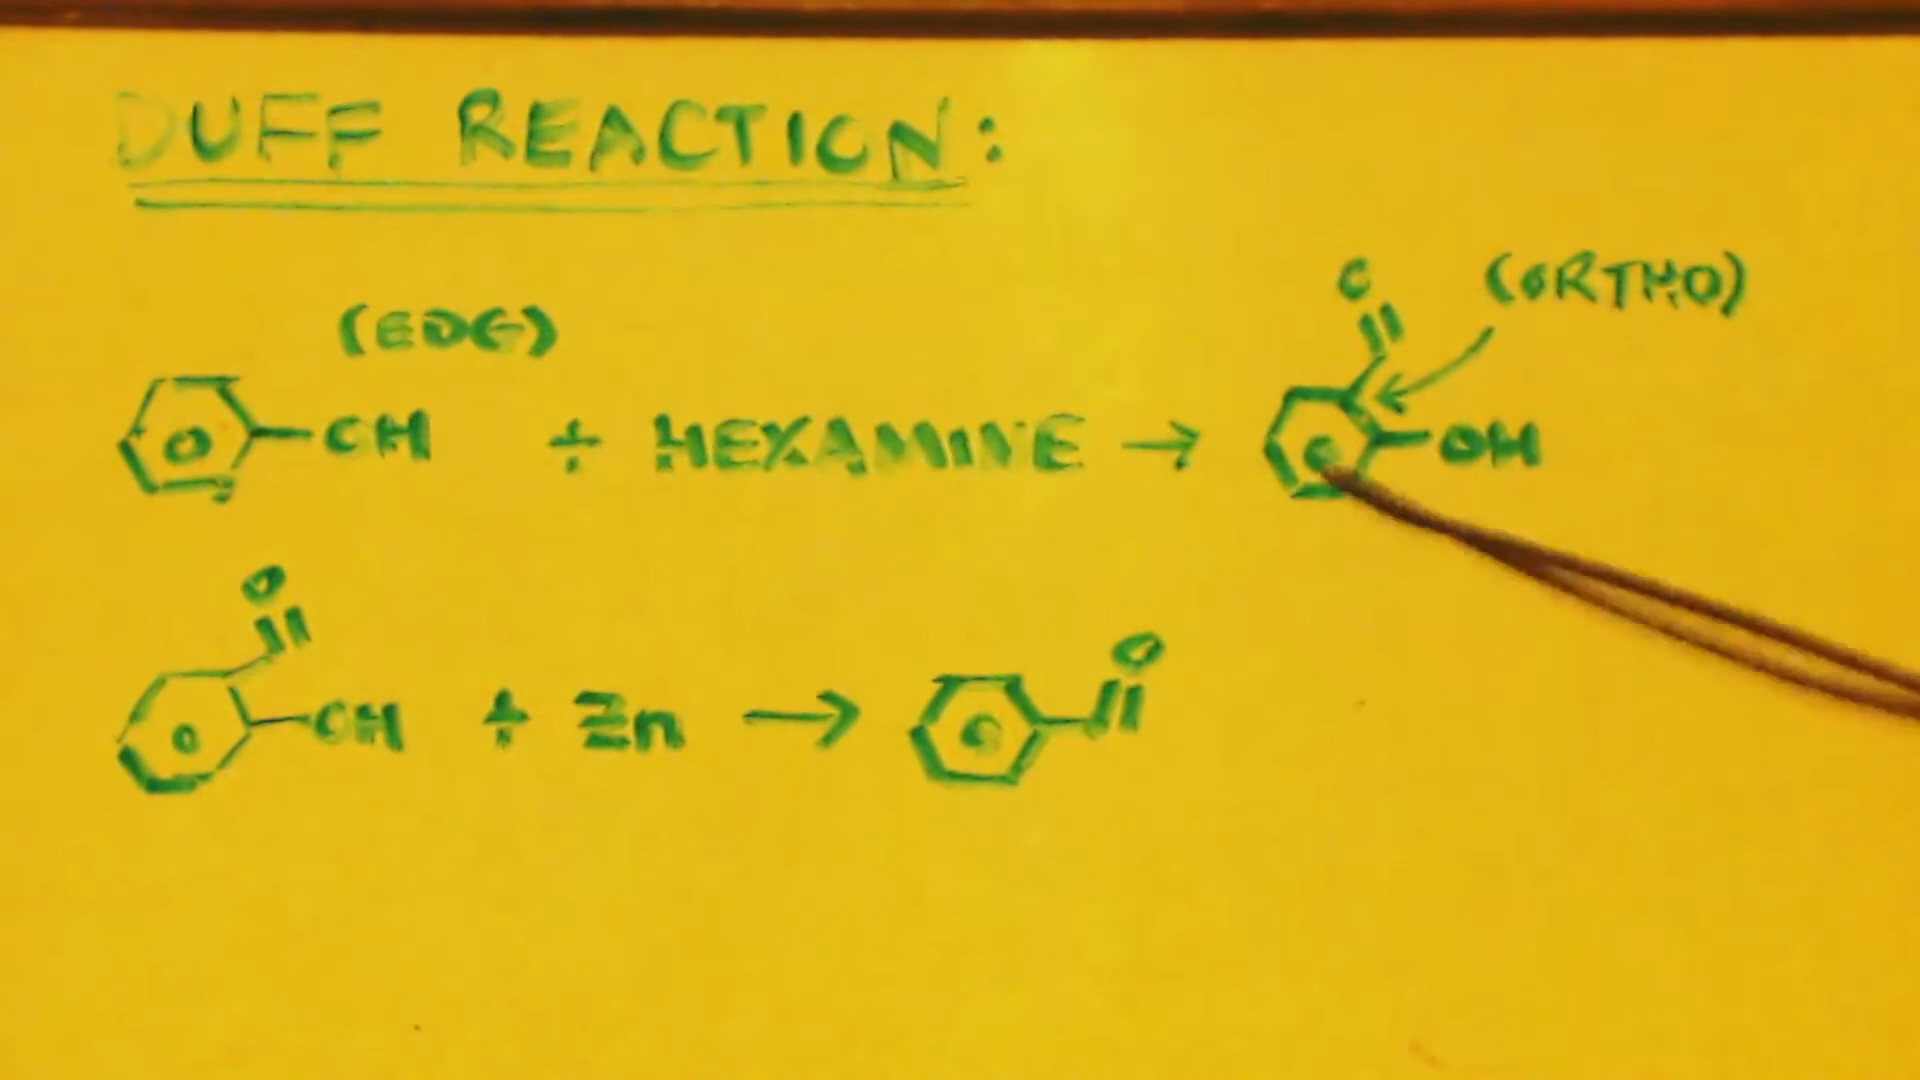 DUFF REACTION:
(EDG) (ORTHO)
O
OH + HEXAMINE → OH
O O
OH + Zn →